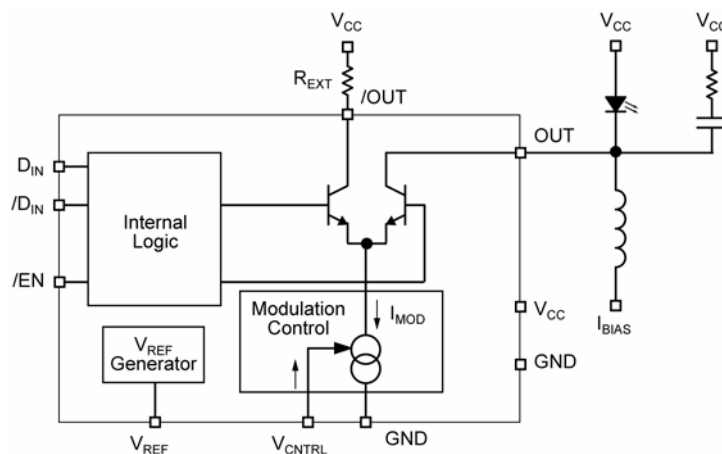 VCC
VCC
VCC
REXT
/OUT
OUT
DIN
/DIN
Internal
Logic
/EN
Modulation
Control
IMOD
VCC
IBIAS
VREF
Generator
GND
VREF
VCNTRL
GND